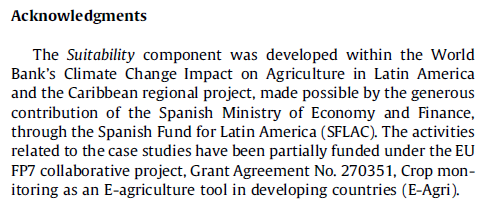 Acknowledgments
The Suitability component was developed within the World
Bank's Climate Change Impact on Agriculture in Latin America
and the Caribbean regional project, made possible by the generous
contribution of the Spanish Ministry of Economy and Finance,
through the Spanish Fund for Latin America (SFLAC). The activities
related to the case studies have been partially funded under the EU
FP7 collaborative project, Grant Agreement No. 270351, Crop mon-
itoring as an E-agriculture tool in developing countries (E-Agri).